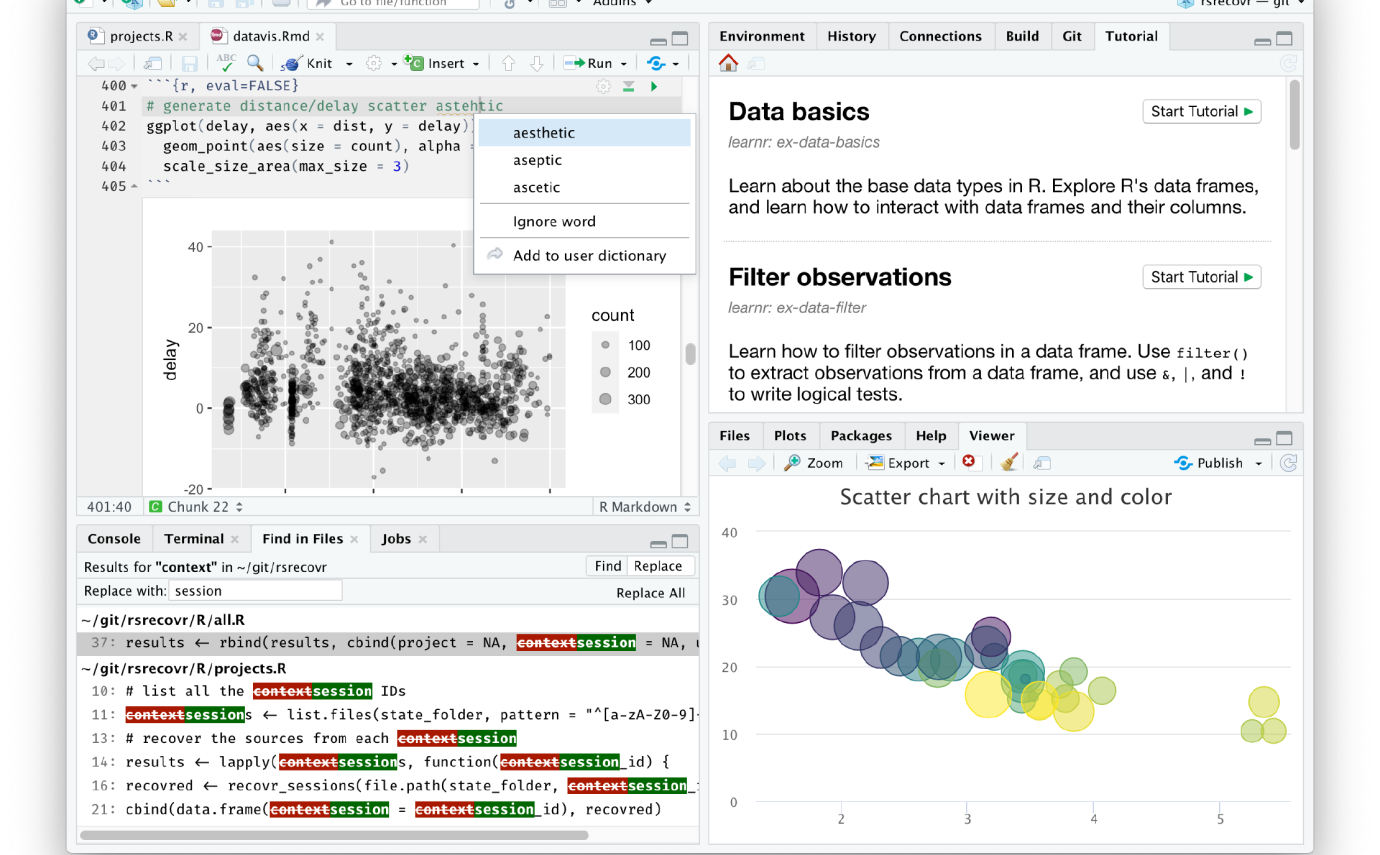 Go to file/function
Addins
rsrecovr — git
projects.R
datavis.Rmd
ABC
Knit
Insert
Run
400 ```{r, eval=FALSE}
401 # generate distance/delay scatter astehtic
402 ggplot(delay, aes(x = dist, y = delay))
403 geom_point(aes(size = count), alpha =
404 scale_size_area(max_size = 3)
405 ```
aesthetic
aseptic
ascetic
Ignore word
Add to user dictionary
40
20
0
-20
delay
count
100
200
300
401:40
C Chunk 22
R Markdown
Console
Terminal
Find in Files
Jobs
Results for "context" in ~/git/rsrecovr
Find
Replace
Replace with:
session
Replace All
~/git/rsrecovr/R/all.R
37: results ← rbind(results, cbind(project = NA, contextsession = NA, u
~/git/rsrecovr/R/projects.R
10: # list all the contextsession IDs
11: contextsessions ← list.files(state_folder, pattern = "^[a-zA-Z0-9]+
13: # recover the sources from each contextsession
14: results ← lapply(contextsessions, function(contextsession_id) {
16: recovred ← recovr_sessions(file.path(state_folder, contextsession_
21: cbind(data.frame(contextsession = contextsession_id), recovred)
Environment
History
Connections
Build
Git
Tutorial
Data basics
Start Tutorial
learnr: ex-data-basics
Learn about the base data types in R. Explore R's data frames,
and learn how to interact with data frames and their columns.
Filter observations
Start Tutorial
learnr: ex-data-filter
Learn how to filter observations in a data frame. Use filter()
to extract observations from a data frame, and use &, |, and !
to write logical tests.
Files
Plots
Packages
Help
Viewer
Zoom
Export
Publish
Scatter chart with size and color
40
30
20
10
0
2
3
4
5